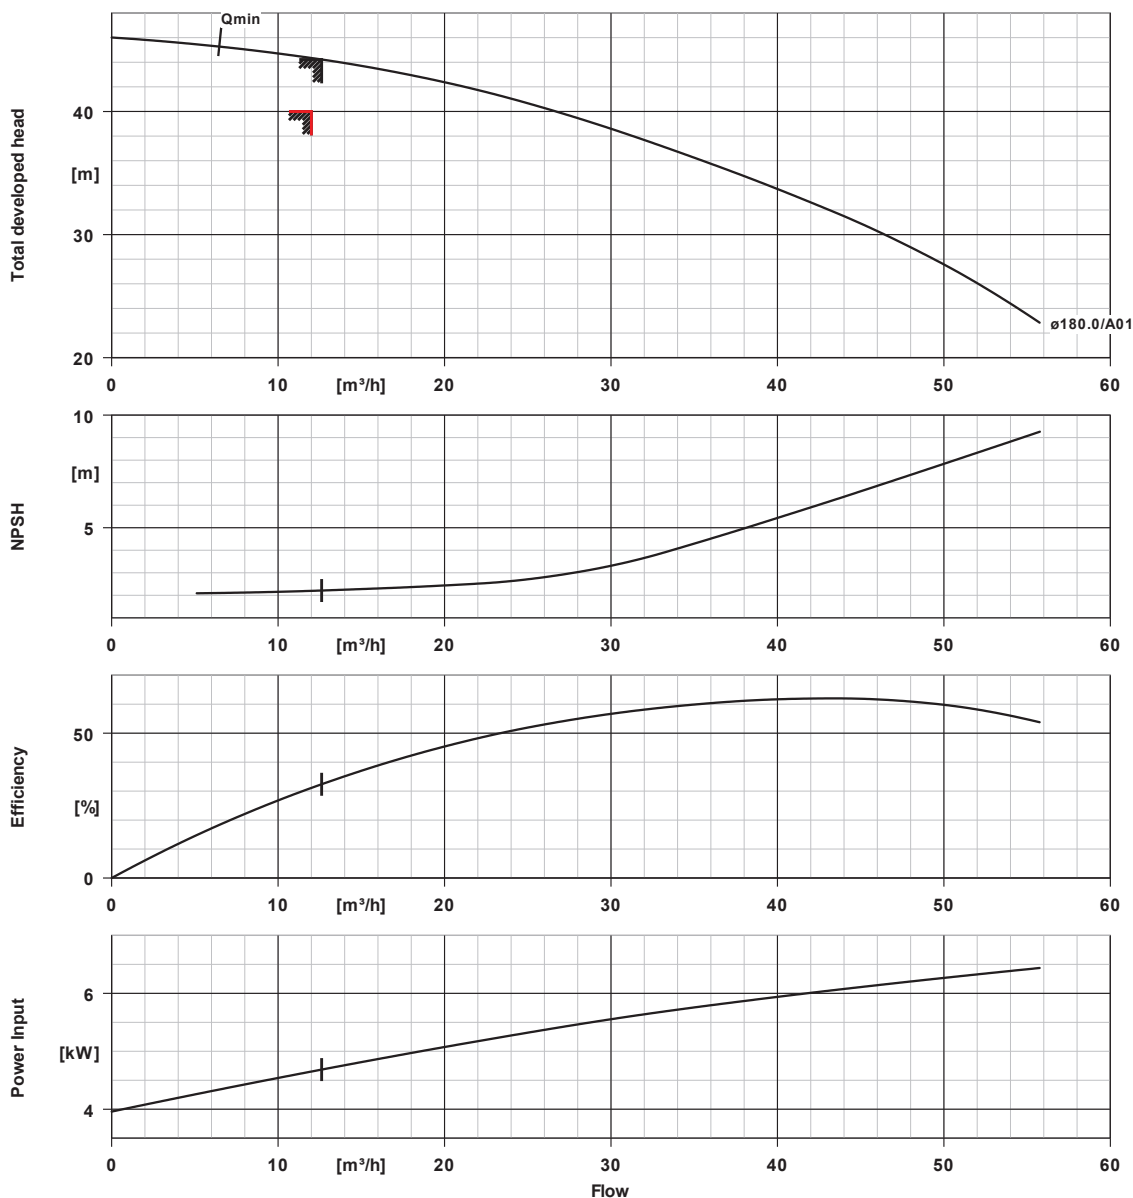 Qmin
Total developed head
40
[m]
30
20
ø180.0/A01
0 10 [m³/h] 20 30 40 50 60
NPSH
10
[m]
5
0 10 [m³/h] 20 30 40 50 60
Efficiency
50
[%]
0
0 10 [m³/h] 20 30 40 50 60
Power Input
6
[kW]
4
0 10 [m³/h] 20 30 40 50 60
Flow